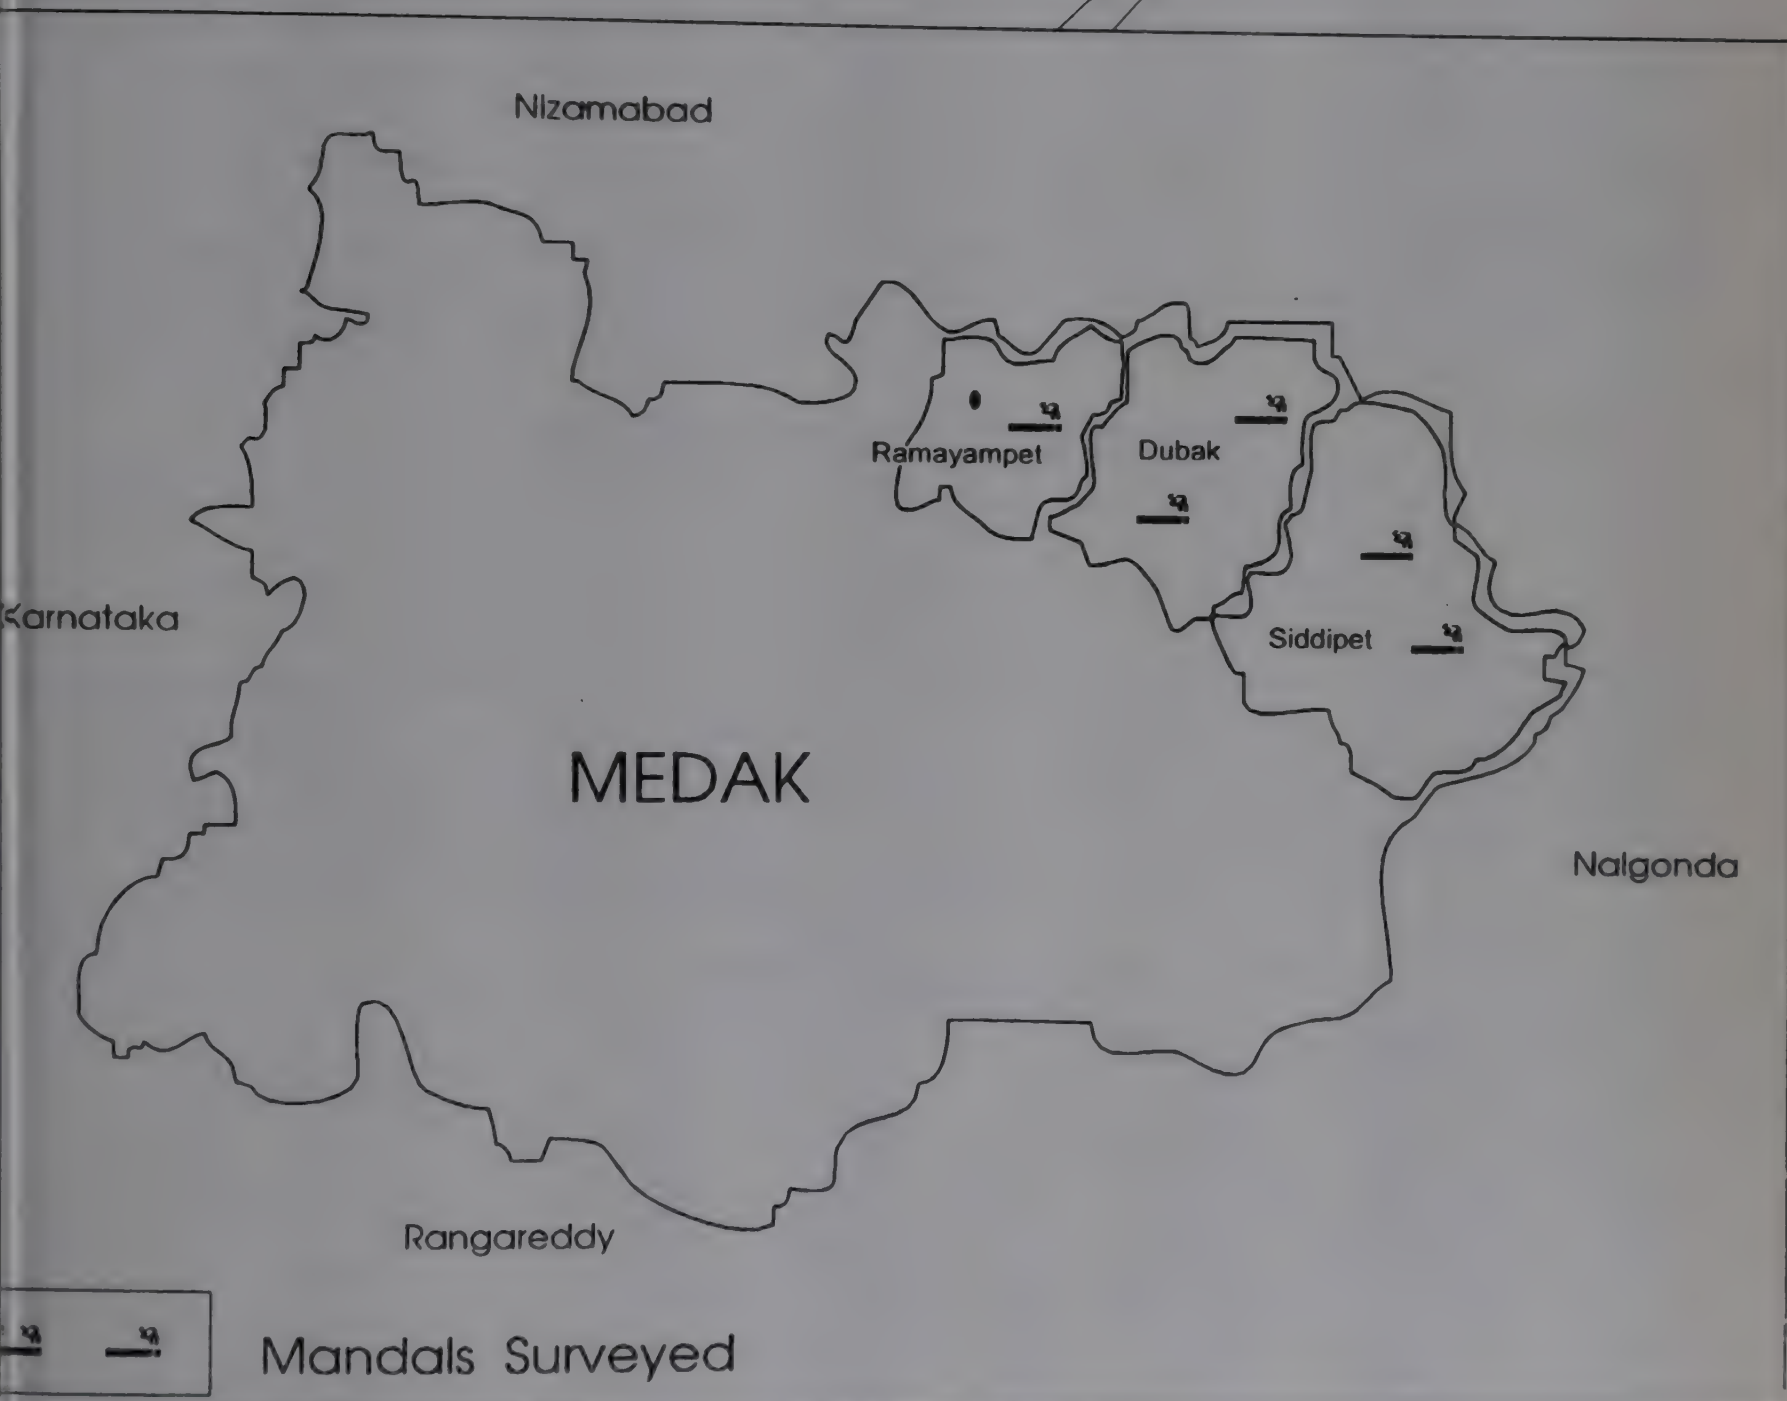 Nizamabad
Ramayampet
Dubak
Karnataka
Siddipet
MEDAK
Nalgonda
Rangareddy
Mandals Surveyed